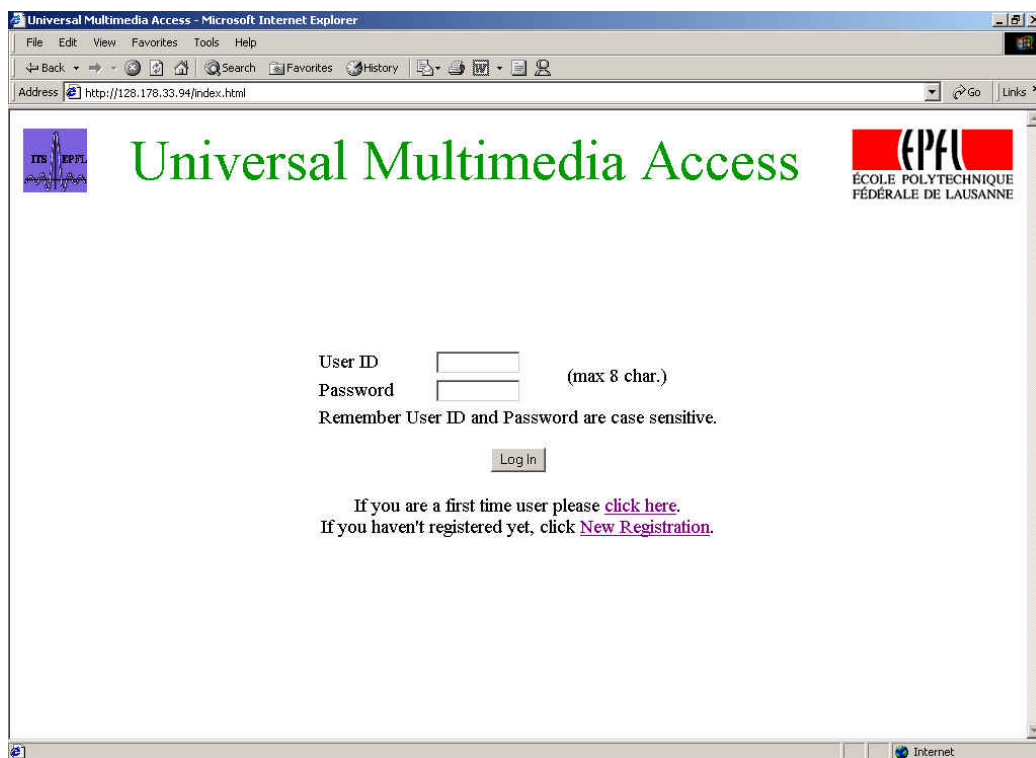 Universal Multimedia Access - Microsoft Internet Explorer
File Edit View Favorites Tools Help
Back Search Favorites History
Address http://128.178.33.94/index.html Go Links
ITS EPFL
Universal Multimedia Access
EPFL
ÉCOLE POLYTECHNIQUE
FÉDÉRALE DE LAUSANNE
User ID
(max 8 char.)
Password
Remember User ID and Password are case sensitive.
Log In
If you are a first time user please click here.
If you haven't registered yet, click New Registration.
Internet